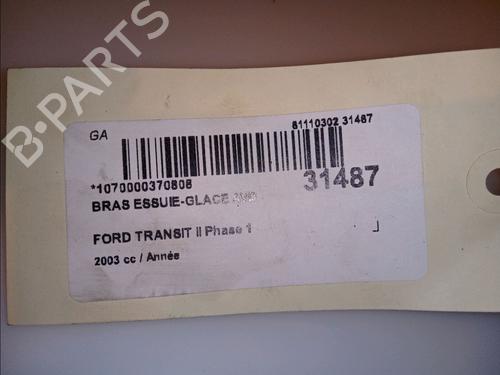 B·PARTS
GA
81110302 31487
*1070000370808
31487
BRAS ESSUIE-GLACE
FORD TRANSIT II Phase 1
2003 cc / Année